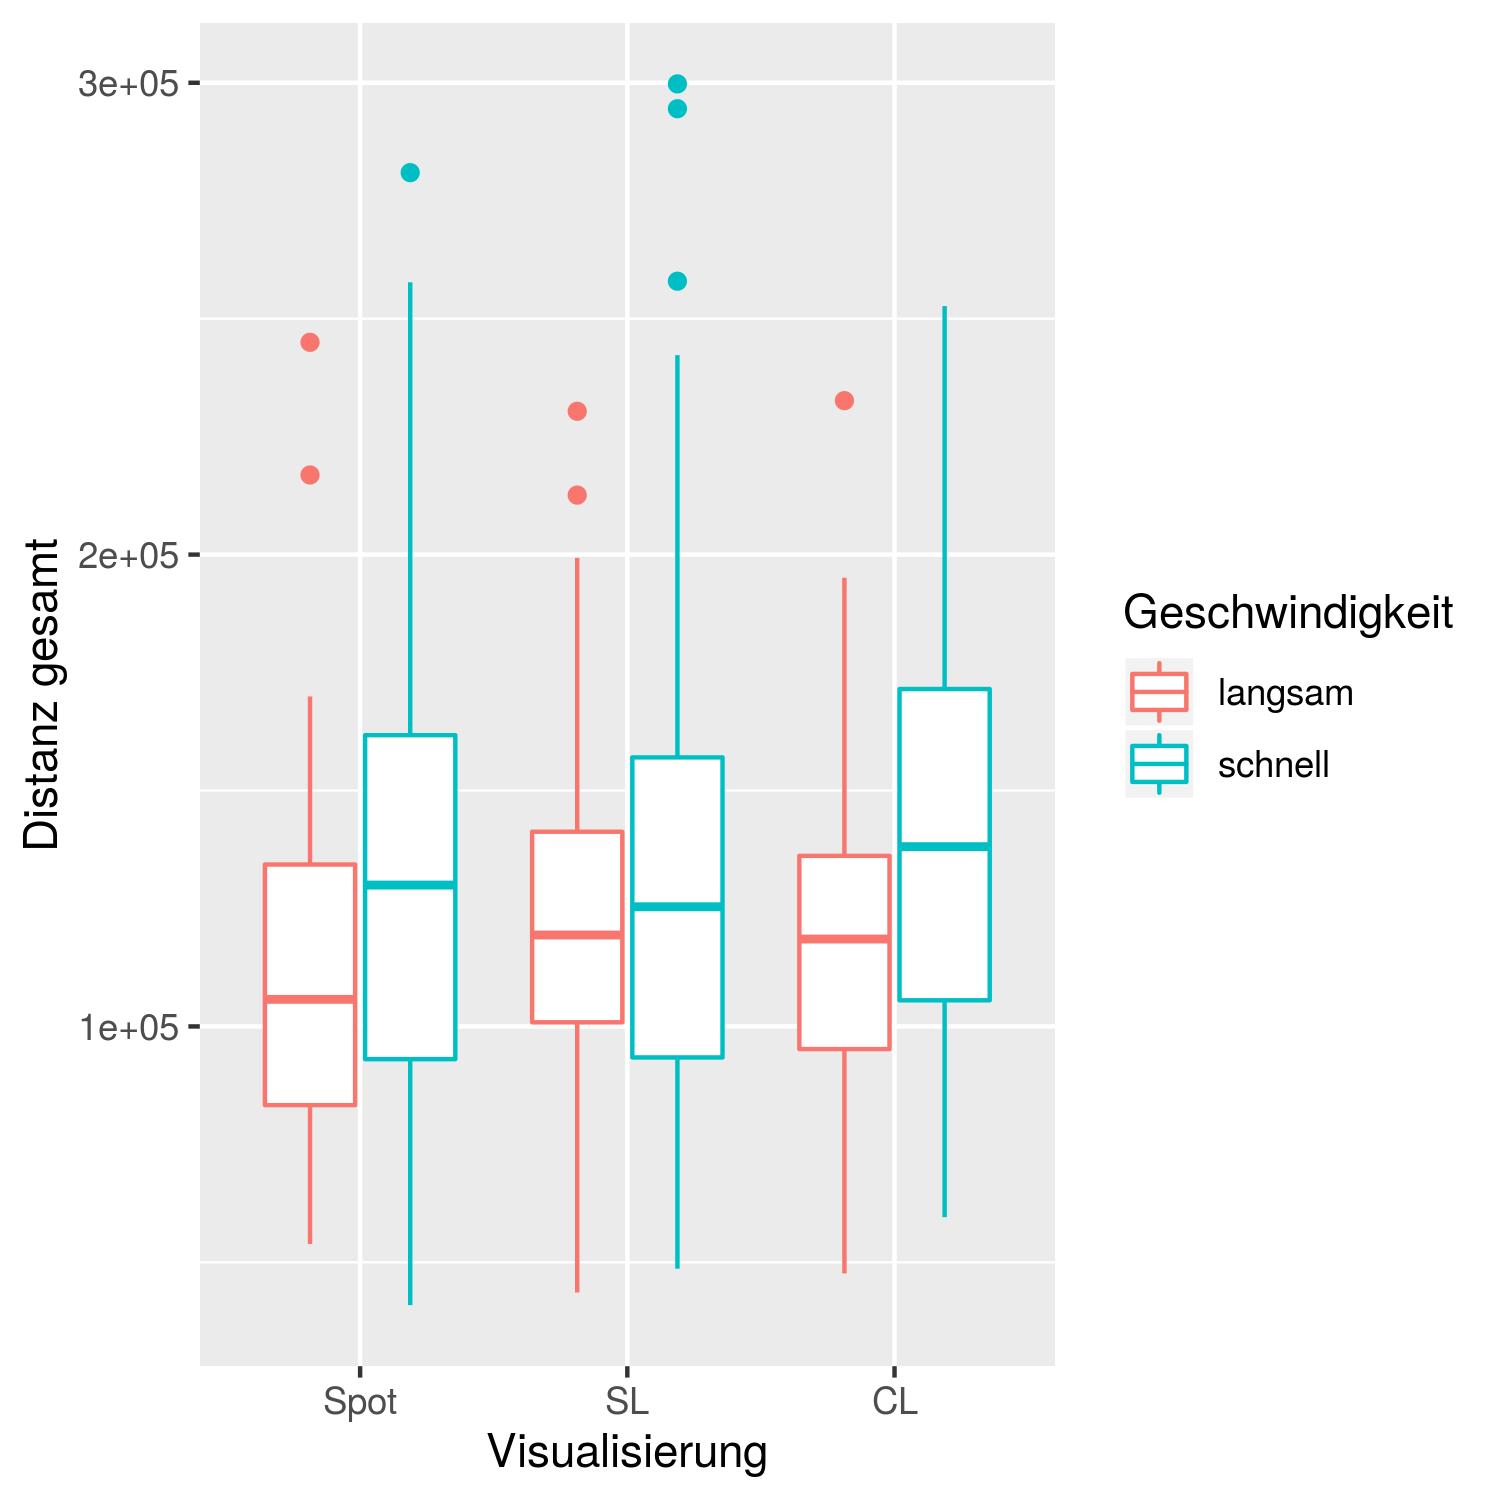 Distanz gesamt
3e+05
2e+05
1e+05
Spot
SL
CL
Visualisierung
Geschwindigkeit
langsam
schnell